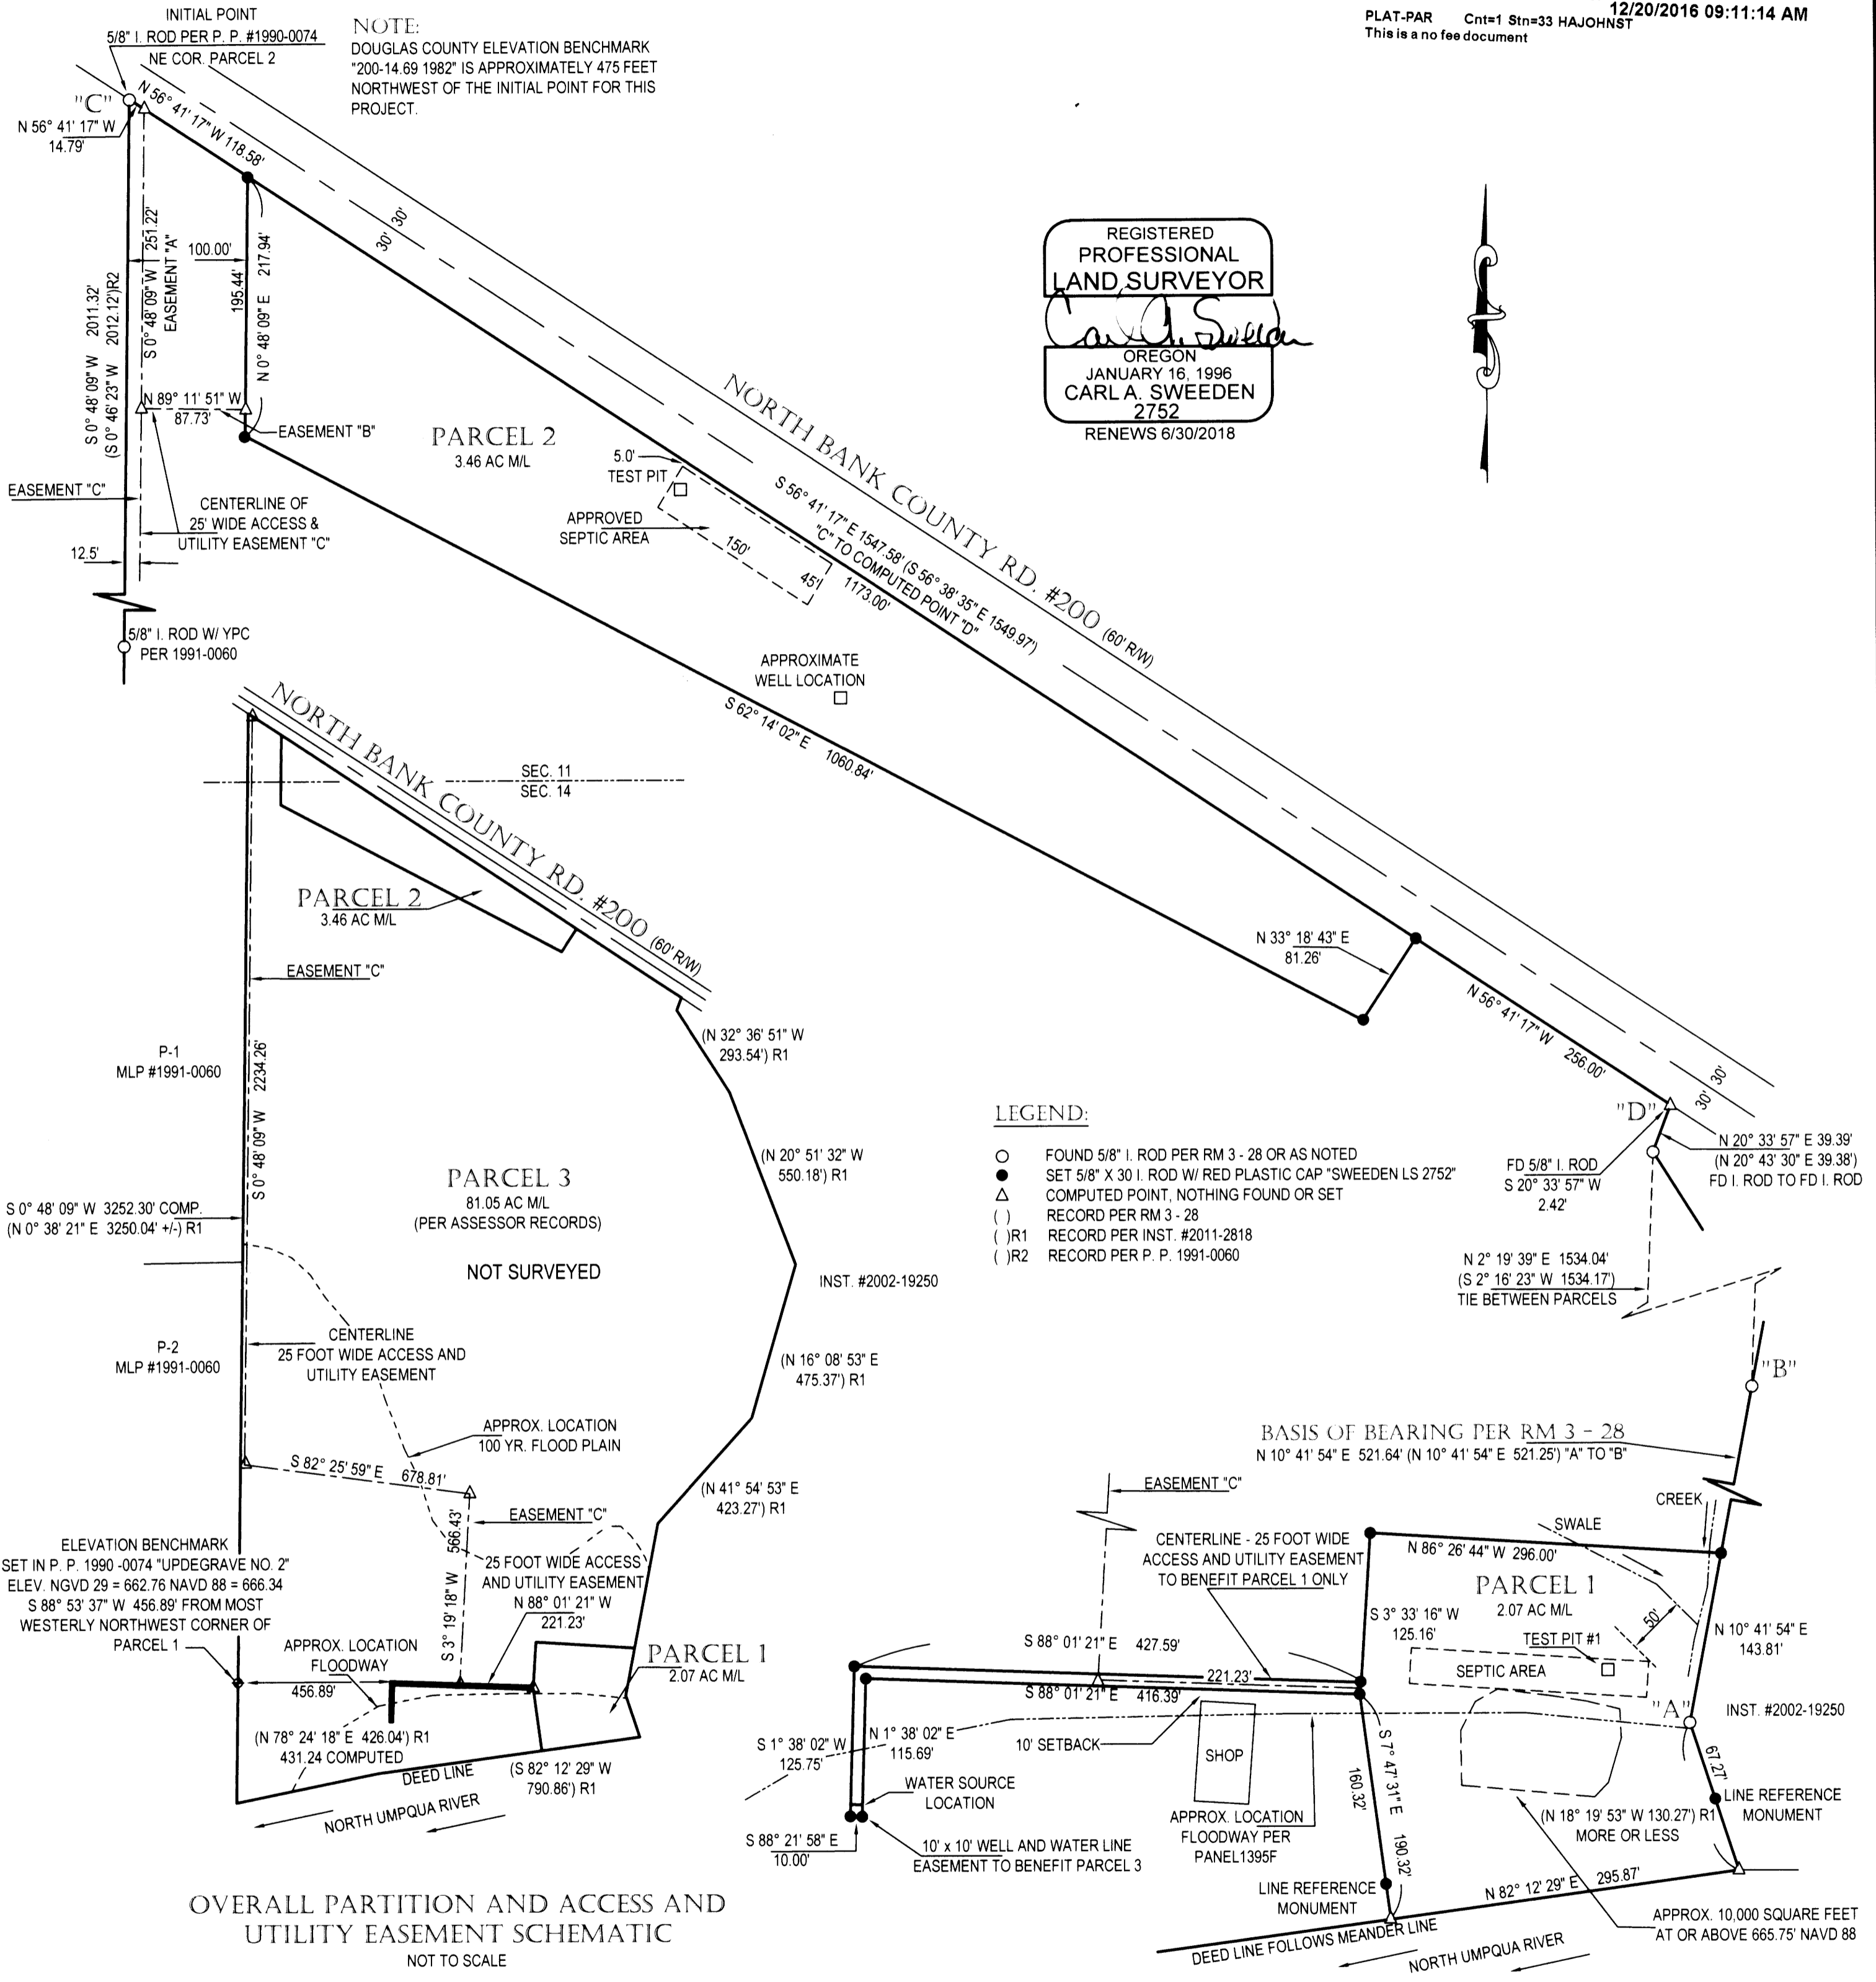 12/20/2016 09:11:14 AM
PLAT-PAR Cnt=1 Stn=33 HAJOHNST
This is a no fee document
INITIAL POINT
5/8" I. ROD PER P. P. #1990-0074
NE COR. PARCEL 2
NOTE:
DOUGLAS COUNTY ELEVATION BENCHMARK
"200-14.69 1982" IS APPROXIMATELY 475 FEET
NORTHWEST OF THE INITIAL POINT FOR THIS
PROJECT.
"C"
N 56° 41' 17" W
14.79'
N 56° 41' 17" W 118.58'
30'
30'
S 0° 48' 09" W 2011.32'
(S 0° 46' 23" W 2012.12')R2
S 0° 48' 09" W 251.22'
EASEMENT "A"
100.00'
195.44'
N 0° 48' 09" E 217.94'
N 89° 11' 51" W
87.73'
EASEMENT "B"
EASEMENT "C"
CENTERLINE OF
25' WIDE ACCESS &
UTILITY EASEMENT "C"
12.5'
5/8" I. ROD W/ YPC
PER 1991-0060
PARCEL 2
3.46 AC M/L
5.0'
TEST PIT
APPROVED
SEPTIC AREA
150'
45'
1173.00'
APPROXIMATE
WELL LOCATION
S 62° 14' 02" E 1060.84'
NORTH BANK COUNTY RD. #200 (60' R/W)
S 56° 41' 17" E 1547.58' (S 56° 38' 35" E 1549.97')
"C" TO COMPUTED POINT "D"
REGISTERED
PROFESSIONAL
LAND SURVEYOR
Carl A. Sweeden
OREGON
JANUARY 16, 1996
CARL A. SWEEDEN
2752
RENEWS 6/30/2018
N 33° 18' 43" E
81.26'
N 56° 41' 17" W 256.00'
30'
30'
"D"
N 20° 33' 57" E 39.39'
(N 20° 43' 30" E 39.38')
FD I. ROD TO FD I. ROD
FD 5/8" I. ROD
S 20° 33' 57" W
2.42'
N 2° 19' 39" E 1534.04'
(S 2° 16' 23" W 1534.17')
TIE BETWEEN PARCELS
LEGEND:
FOUND 5/8" I. ROD PER RM 3 - 28 OR AS NOTED
SET 5/8" X 30 I. ROD W/ RED PLASTIC CAP "SWEEDEN LS 2752"
COMPUTED POINT, NOTHING FOUND OR SET
( ) RECORD PER RM 3 - 28
( )R1 RECORD PER INST. #2011-2818
( )R2 RECORD PER P. P. 1991-0060
NORTH BANK COUNTY RD. #200 (60' R/W)
SEC. 11
SEC. 14
PARCEL 2
3.46 AC M/L
EASEMENT "C"
P-1
MLP #1991-0060
S 0° 48' 09" W 2234.26'
(N 32° 36' 51" W
293.54') R1
(N 20° 51' 32" W
550.18') R1
PARCEL 3
81.05 AC M/L
(PER ASSESSOR RECORDS)
NOT SURVEYED
S 0° 48' 09" W 3252.30' COMP.
(N 0° 38' 21" E 3250.04' +/-) R1
INST. #2002-19250
P-2
MLP #1991-0060
CENTERLINE
25 FOOT WIDE ACCESS AND
UTILITY EASEMENT
(N 16° 08' 53" E
475.37') R1
APPROX. LOCATION
100 YR. FLOOD PLAIN
S 82° 25' 59" E 678.81'
(N 41° 54' 53" E
423.27') R1
EASEMENT "C"
S 3° 19' 18" W 566.43'
25 FOOT WIDE ACCESS
AND UTILITY EASEMENT
N 88° 01' 21" W
221.23'
ELEVATION BENCHMARK
SET IN P. P. 1990 -0074 "UPDEGRAVE NO. 2"
ELEV. NGVD 29 = 662.76 NAVD 88 = 666.34
S 88° 53' 37" W 456.89' FROM MOST
WESTERLY NORTHWEST CORNER OF
PARCEL 1
APPROX. LOCATION
FLOODWAY
456.89'
PARCEL 1
2.07 AC M/L
(N 78° 24' 18" E 426.04') R1
431.24 COMPUTED
DEED LINE
(S 82° 12' 29" W
790.86') R1
NORTH UMPQUA RIVER
OVERALL PARTITION AND ACCESS AND
UTILITY EASEMENT SCHEMATIC
NOT TO SCALE
"B"
BASIS OF BEARING PER RM 3 - 28
N 10° 41' 54" E 521.64' (N 10° 41' 54" E 521.25') "A" TO "B"
EASEMENT "C"
CREEK
SWALE
CENTERLINE - 25 FOOT WIDE
ACCESS AND UTILITY EASEMENT
TO BENEFIT PARCEL 1 ONLY
N 86° 26' 44" W 296.00'
PARCEL 1
2.07 AC M/L
50'
S 3° 33' 16" W
125.16'
TEST PIT #1
SEPTIC AREA
N 10° 41' 54" E
143.81'
S 88° 01' 21" E 427.59'
221.23'
S 88° 01' 21" E 416.39'
"A"
INST. #2002-19250
S 1° 38' 02" W
125.75'
N 1° 38' 02" E
115.69'
10' SETBACK
SHOP
S 7° 47' 31" E 190.32'
160.32'
67.27'
WATER SOURCE
LOCATION
LINE REFERENCE
MONUMENT
(N 18° 19' 53" W 130.27') R1
MORE OR LESS
S 88° 21' 58" E
10.00'
10' x 10' WELL AND WATER LINE
EASEMENT TO BENEFIT PARCEL 3
APPROX. LOCATION
FLOODWAY PER
PANEL1395F
LINE REFERENCE
MONUMENT
N 82° 12' 29" E 295.87'
APPROX. 10,000 SQUARE FEET
AT OR ABOVE 665.75' NAVD 88
DEED LINE FOLLOWS MEANDER LINE
NORTH UMPQUA RIVER